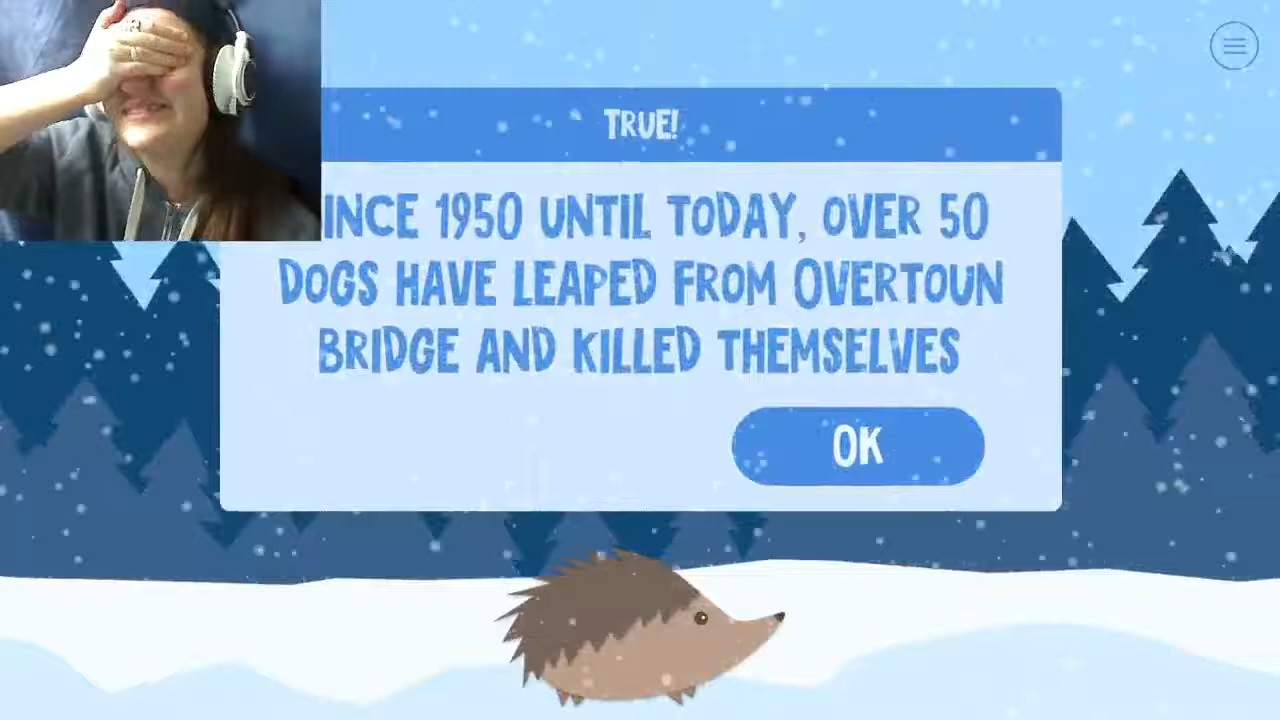 TRUE!
INCE 1950 UNTIL TODAY, OVER 50
DOGS HAVE LEAPED FROM OVERTOUN
BRIDGE AND KILLED THEMSELVES
OK